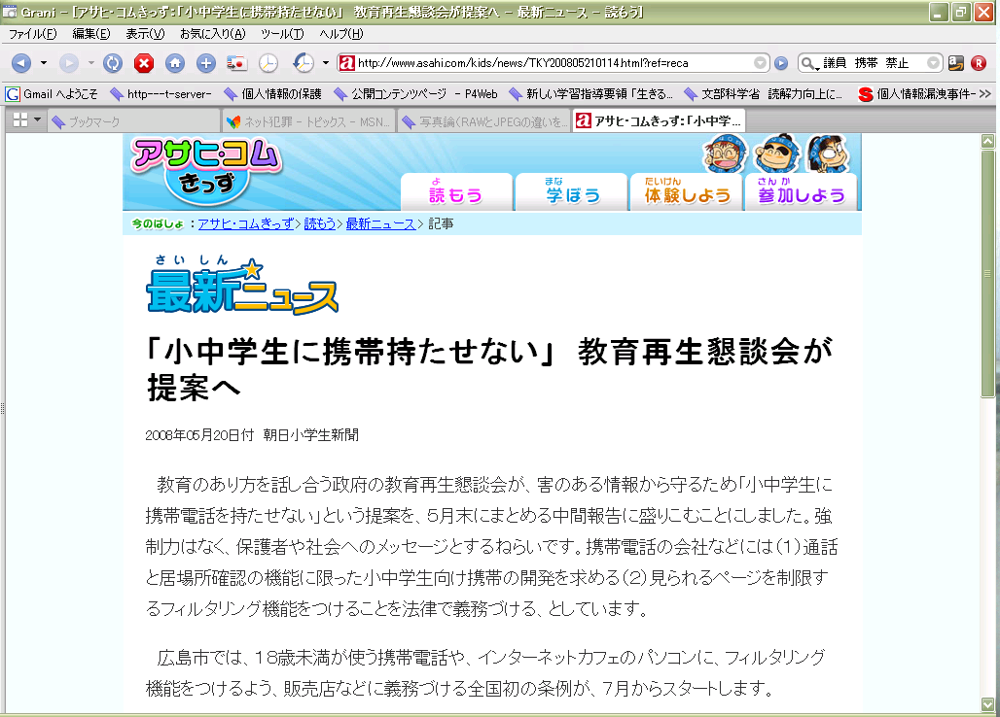 Grani - [アサヒ・コムきっず：「小中学生に携帯持たせない」 教育再生懇談会が提案へ - 最新ニュース - 読もう]
ファイル(F) 編集(E) 表示(V) お気に入り(A) ツール(T) ヘルプ(H)
http://www.asahi.com/kids/news/TKY200805210114.html?ref=reca 議員 携帯 禁止
Gmail へようこそ http---t-server- 個人情報の保護 公開コンテンツページ - P4Web 新しい学習指導要領「生きる... 文部科学省 読解力向上に... 個人情報漏洩事件->>
ブックマーク ネット犯罪 - トピックス - MSN... 写真論(RAWとJPEGの違いを... アサヒ・コムきっず：「小中学...
アサヒ・コム
きっず
よ まな たいけん さんか
読もう 学ぼう 体験しよう 参加しよう
今のばしょ：アサヒ・コムきっず> 読もう> 最新ニュース> 記事
さいしん
最新ニュース
「小中学生に携帯持たせない」 教育再生懇談会が
提案へ
2008年05月20日付 朝日小学生新聞
教育のあり方を話し合う政府の教育再生懇談会が、害のある情報から守るため「小中学生に
携帯電話を持たせない」という提案を、５月末にまとめる中間報告に盛りこむことにしました。強
制力はなく、保護者や社会へのメッセージとするねらいです。携帯電話の会社などには（１）通話
と居場所確認の機能に限った小中学生向け携帯の開発を求める（２）見られるページを制限す
るフィルタリング機能をつけることを法律で義務づける、としています。
広島市では、１８歳未満が使う携帯電話や、インターネットカフェのパソコンに、フィルタリング
機能をつけるよう、販売店などに義務づける全国初の条例が、７月からスタートします。